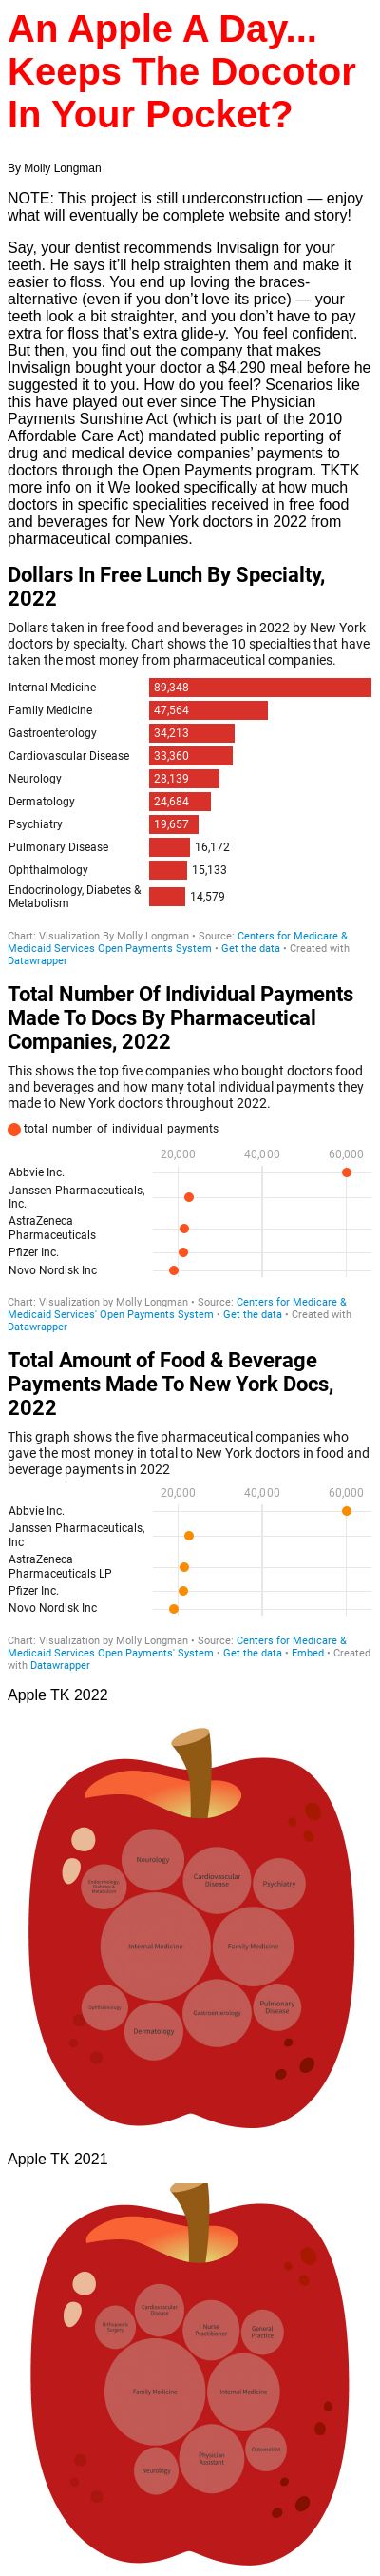 An Apple A Day...
Keeps The Docotor
In Your Pocket?
By Molly Longman
NOTE: This project is still underconstruction — enjoy
what will eventually be complete website and story!
Say, your dentist recommends Invisalign for your
teeth. He says it’ll help straighten them and make it
easier to floss. You end up loving the braces-
alternative (even if you don’t love its price) — your
teeth look a bit straighter, and you don’t have to pay
extra for floss that’s extra glide-y. You feel confident.
But then, you find out the company that makes
Invisalign bought your doctor a $4,290 meal before he
suggested it to you. How do you feel? Scenarios like
this have played out ever since The Physician
Payments Sunshine Act (which is part of the 2010
Affordable Care Act) mandated public reporting of
drug and medical device companies’ payments to
doctors through the Open Payments program. TKTK
more info on it We looked specifically at how much
doctors in specific specialities received in free food
and beverages for New York doctors in 2022 from
pharmaceutical companies.
Dollars In Free Lunch By Specialty,
2022
Dollars taken in free food and beverages in 2022 by New York
doctors by specialty. Chart shows the 10 specialties that have
taken the most money from pharmaceutical companies.
Internal Medicine 89,348
Family Medicine 47,564
Gastroenterology 34,213
Cardiovascular Disease 33,360
Neurology 28,139
Dermatology 24,684
Psychiatry 19,657
Pulmonary Disease 16,172
Ophthalmology 15,133
Endocrinology, Diabetes &
Metabolism 14,579
Chart: Visualization By Molly Longman • Source: Centers for Medicare &
Medicaid Services Open Payments System • Get the data • Created with
Datawrapper
Total Number Of Individual Payments
Made To Docs By Pharmaceutical
Companies, 2022
This shows the top five companies who bought doctors food
and beverages and how many total individual payments they
made to New York doctors throughout 2022.
total_number_of_individual_payments
20,000 40,000 60,000
Abbvie Inc.
Janssen Pharmaceuticals,
Inc.
AstraZeneca
Pharmaceuticals
Pfizer Inc.
Novo Nordisk Inc
Chart: Visualization by Molly Longman • Source: Centers for Medicare &
Medicaid Services' Open Payments System • Get the data • Created with
Datawrapper
Total Amount of Food & Beverage
Payments Made To New York Docs,
2022
This graph shows the five pharmaceutical companies who
gave the most money in total to New York doctors in food and
beverage payments in 2022
20,000 40,000 60,000
Abbvie Inc.
Janssen Pharmaceuticals,
Inc
AstraZeneca
Pharmaceuticals LP
Pfizer Inc.
Novo Nordisk Inc
Chart: Visualization by Molly Longman • Source: Centers for Medicare &
Medicaid Services Open Payments' System • Get the data • Embed • Created
with Datawrapper
Apple TK 2022
Neurology
Cardiovascular
Disease
Psychiatry
Endocrinology,
Diabetes &
Metabolism
Internal Medicine
Family Medicine
Ophthalmology
Gastroenterology
Pulmonary
Disease
Dermatology
Apple TK 2021
Cardiovascular
Disease
Orthopaedic
Surgery
Nurse
Practitioner
General
Practice
Family Medicine
Internal Medicine
Neurology
Physician
Assistant
Optometrist